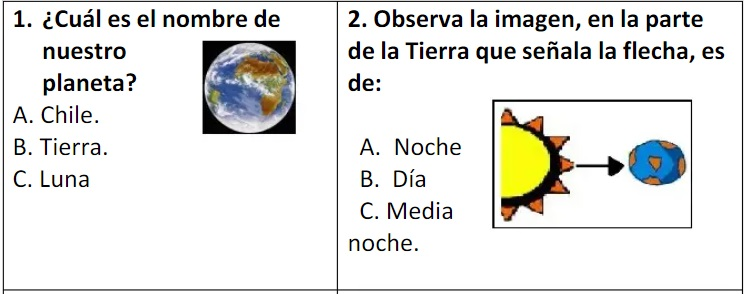 1. ¿Cuál es el nombre de
nuestro
planeta?
A. Chile.
B. Tierra.
C. Luna
2. Observa la imagen, en la parte
de la Tierra que señala la flecha, es
de:
A. Noche
B. Día
C. Media
noche.